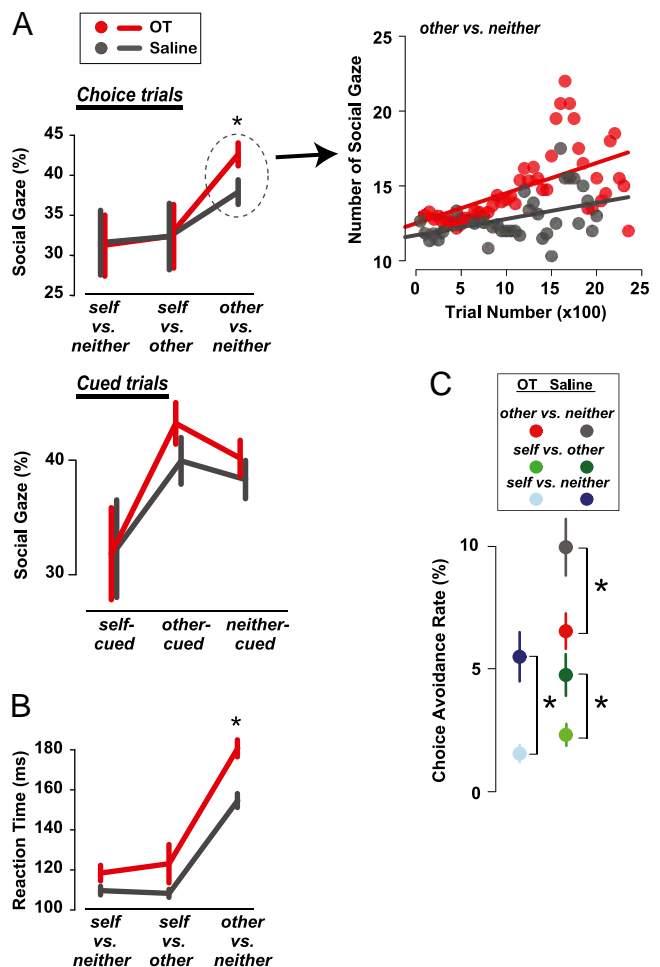 A
OT
Saline
Choice trials
*
45
40
35
30
25
Social Gaze (%)
self vs. neither
self vs. other
other vs. neither
other vs. neither
25
20
15
10
Number of Social Gaze
0 5 10 15 20 25
Trial Number (x100)
Cued trials
40
30
Social Gaze (%)
self-cued
other-cued
neither-cued
B
*
180
160
140
120
100
Reaction Time (ms)
self vs. neither
self vs. other
other vs. neither
C
OT Saline
other vs. neither
self vs. other
self vs. neither
10
5
0
Choice Avoidance Rate (%)
*
*
*